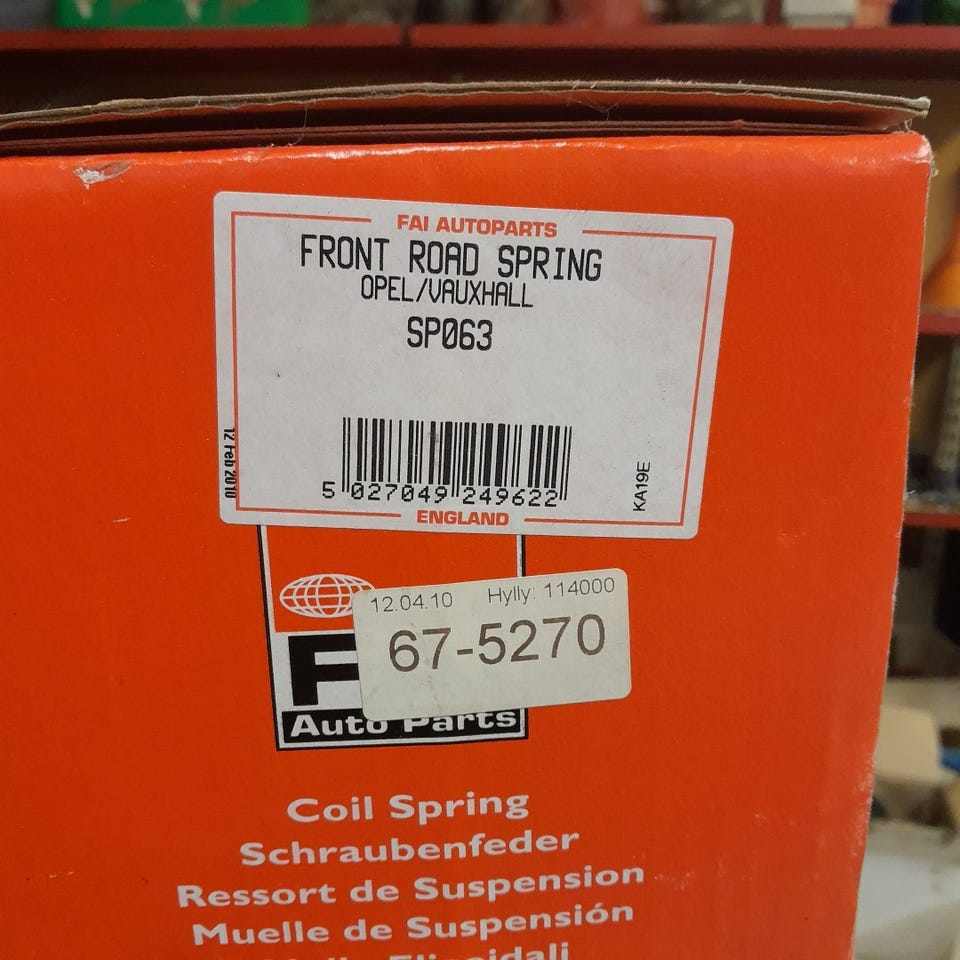 FAI AUTOPARTS
FRONT ROAD SPRING
OPEL/VAUXHALL
SP063
12 Feb 2010
KA19E
5 027049 249622
ENGLAND
12.04.10 Hylly: 114000
67-5270
F
Auto Parts
Coil Spring
Schraubenfeder
Ressort de Suspension
Muelle de Suspensión